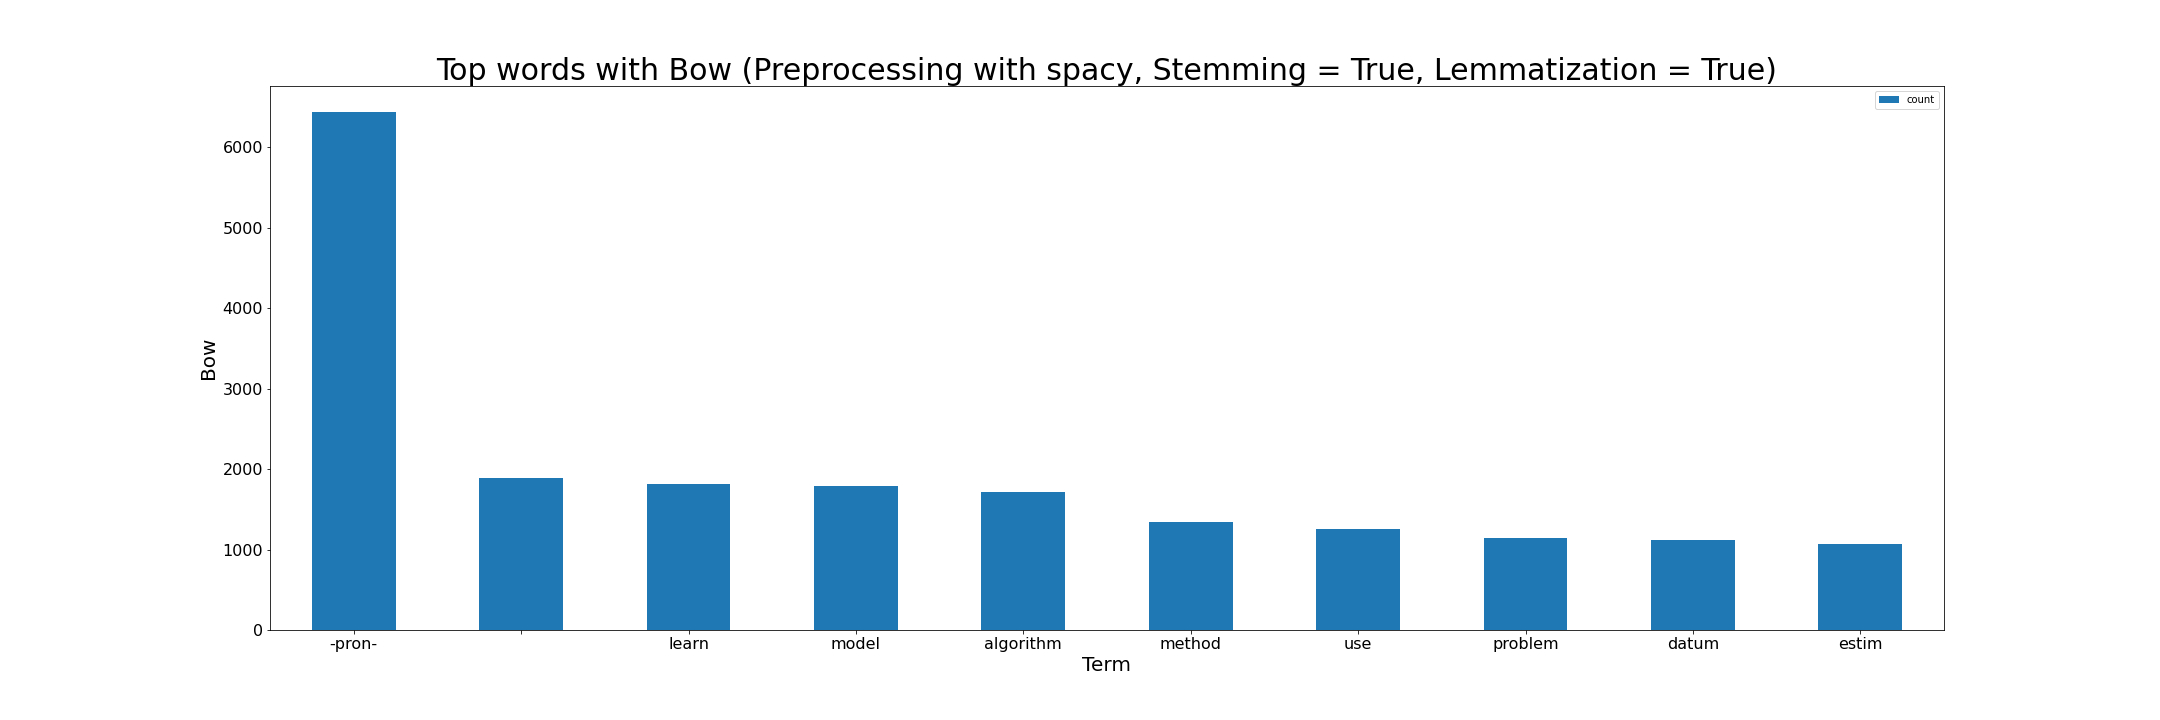 Top words with Bow (Preprocessing with spacy, Stemming = True, Lemmatization = True)
count
6000
5000
4000
3000
2000
1000
0
Bow
-pron- learn model algorithm method use problem datum estim
Term